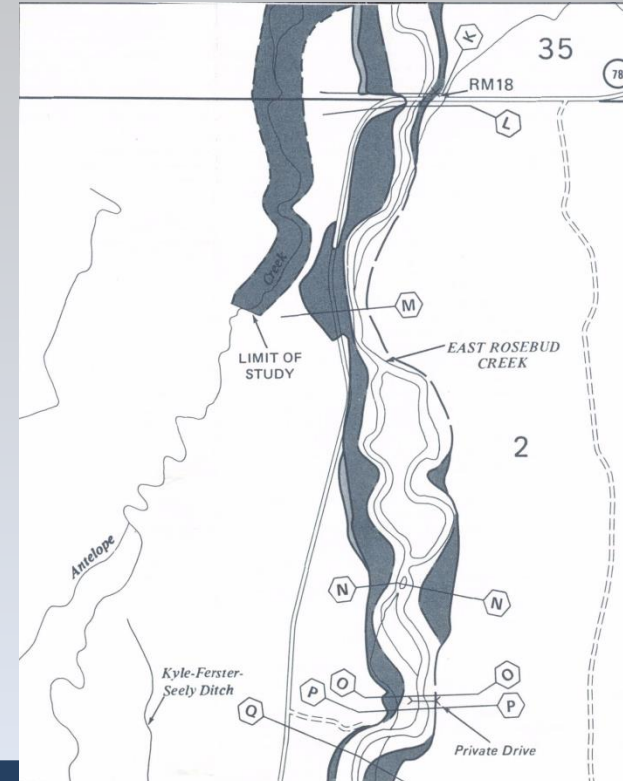 K
35
78
RM18
L
Creek
M
LIMIT OF
STUDY
EAST ROSEBUD
CREEK
2
Antelope
N
N
Kyle-Ferster-
Seely Ditch
O
O
P
P
Q
Private Drive